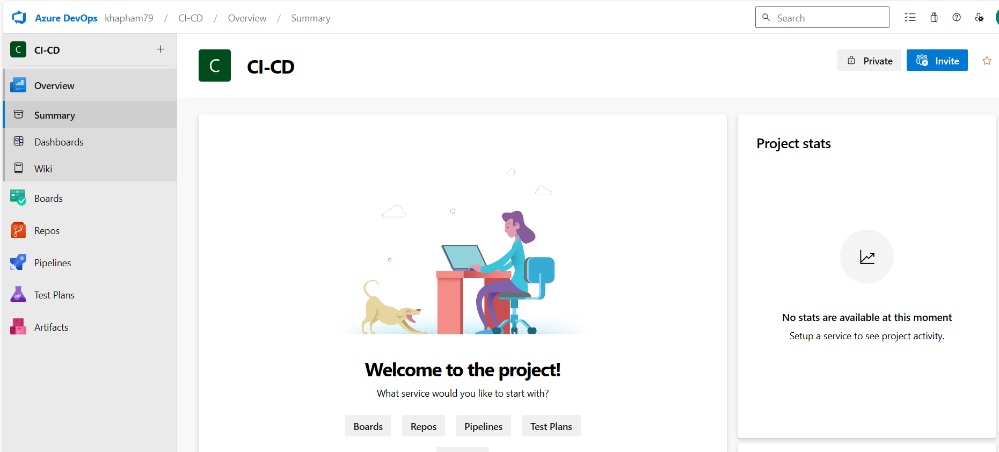 Azure DevOps khapham79 / CI-CD / Overview / Summary
Search
C CI-CD +
Overview
Summary
Dashboards
Wiki
Boards
Repos
Pipelines
Test Plans
Artifacts
C CI-CD
Private
Invite
Welcome to the project!
What service would you like to start with?
Boards Repos Pipelines Test Plans
Project stats
No stats are available at this moment
Setup a service to see project activity.